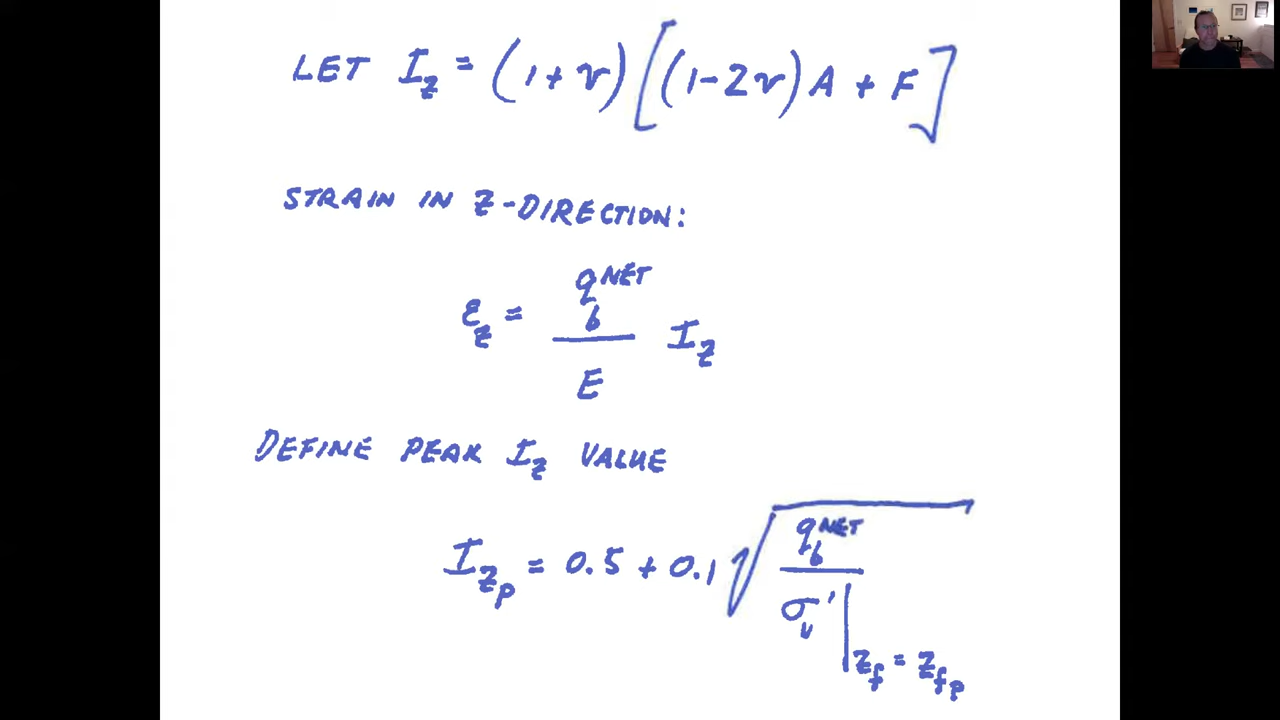 LET I_z = (1+ν)[(1-2ν)A + F]
STRAIN IN Z-DIRECTION:
ε_z = q_b^NET / E I_z
DEFINE PEAK I_z VALUE
I_zp = 0.5 + 0.1 √(q_b^NET / σ_v' |_z_f = z_fp)